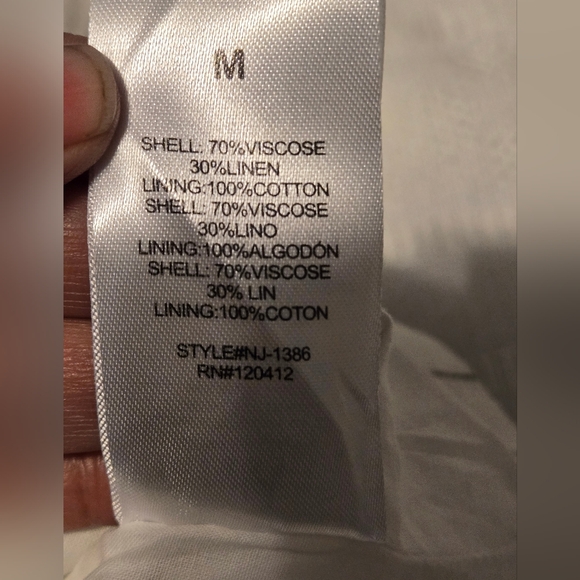 M
SHELL: 70%VISCOSE
30%LINEN
LINING:100%COTTON
SHELL: 70%VISCOSE
30%LINO
LINING:100%ALGODÓN
SHELL: 70%VISCOSE
30% LIN
LINING:100%COTON
STYLE#NJ-1386
RN#120412